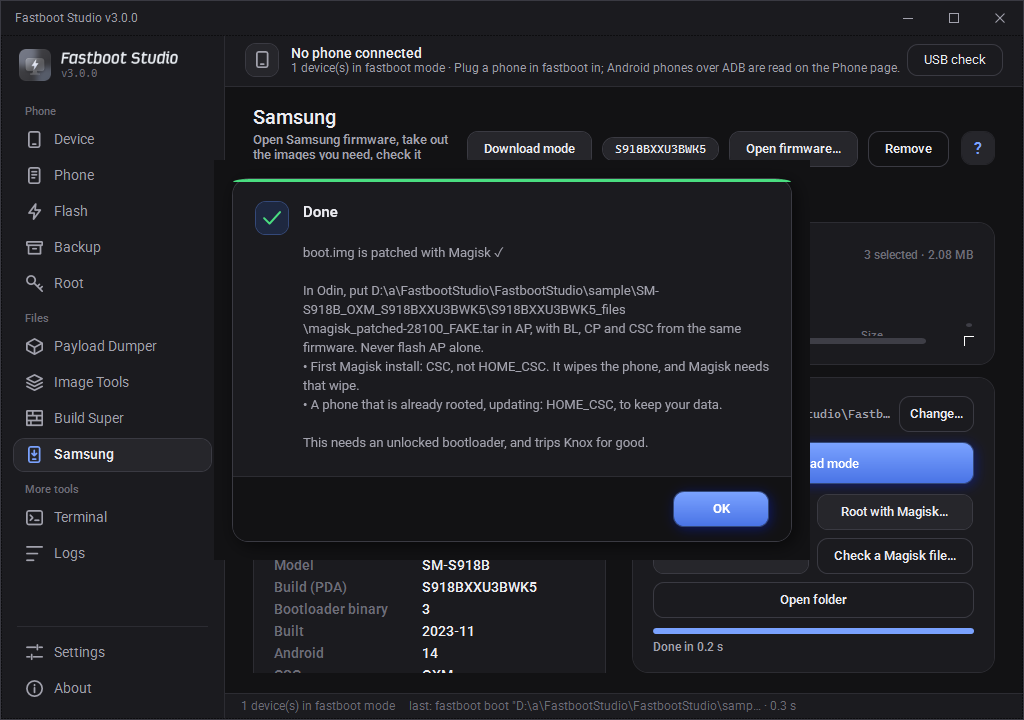 Fastboot Studio v3.0.0
Fastboot Studio
v3.0.0
Phone
Device
Phone
Flash
Backup
Root
Files
Payload Dumper
Image Tools
Build Super
Samsung
More tools
Terminal
Logs
Settings
About
No phone connected
1 device(s) in fastboot mode · Plug a phone in fastboot in; Android phones over ADB are read on the Phone page.
USB check
Samsung
Open Samsung firmware, take out
the images you need, check it
Download mode
S918BXXU3BWK5
Open firmware…
Remove
?
3 selected · 2.08 MB
Size
Done
boot.img is patched with Magisk ✓
In Odin, put D:\a\FastbootStudio\FastbootStudio\sample\SM-
S918B_OXM_S918BXXU3BWK5\S918BXXU3BWK5_files
\magisk_patched-28100_FAKE.tar in AP, with BL, CP and CSC from the same
firmware. Never flash AP alone.
• First Magisk install: CSC, not HOME_CSC. It wipes the phone, and Magisk needs
that wipe.
• A phone that is already rooted, updating: HOME_CSC, to keep your data.
This needs an unlocked bootloader, and trips Knox for good.
OK
tudio\Fastb…
Change…
ad mode
Root with Magisk…
Check a Magisk file…
Open folder
Done in 0.2 s
Model SM-S918B
Build (PDA) S918BXXU3BWK5
Bootloader binary 3
Built 2023-11
Android 14
CSC OXM
1 device(s) in fastboot mode last: fastboot boot "D:\a\FastbootStudio\FastbootStudio\samp… · 0.3 s